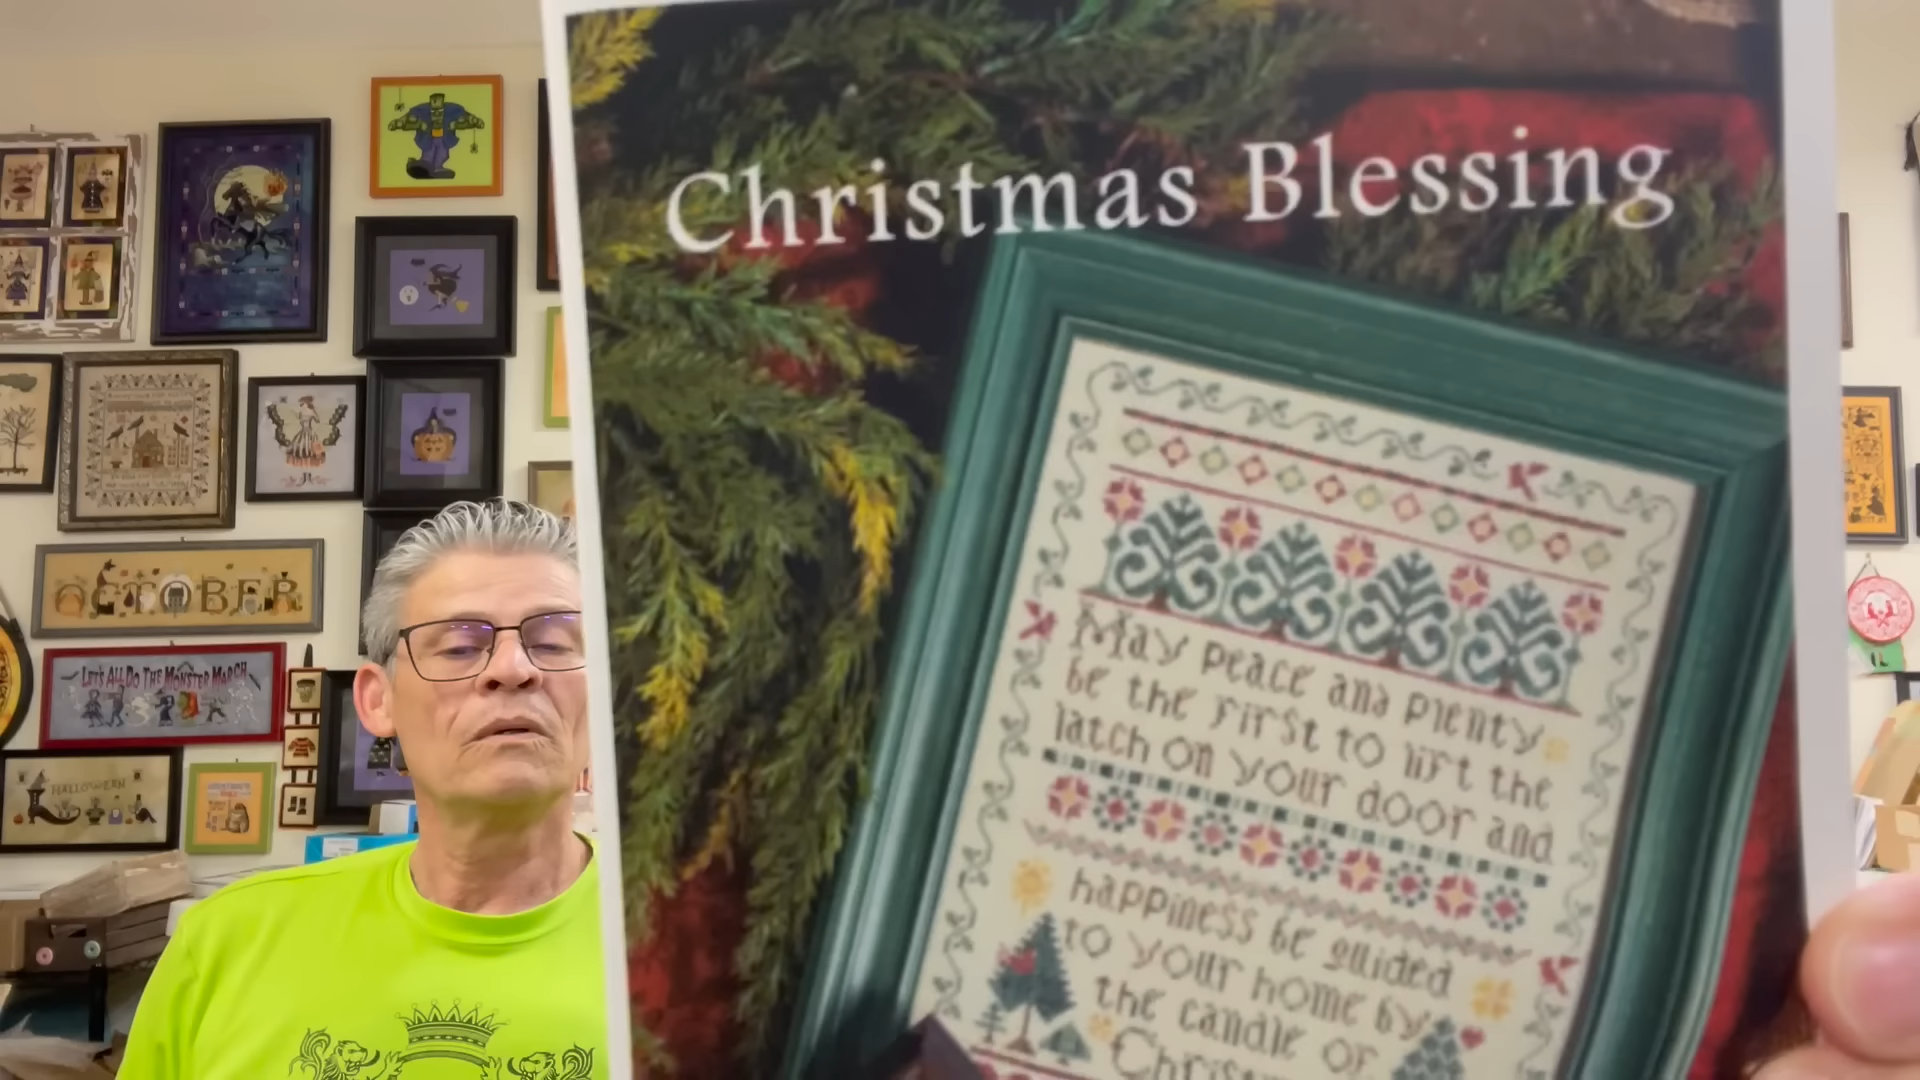 Christmas Blessing
May peace and plenty
be the first to lift the
latch on your door and
happiness be guided
to your home by
the candle of
OCTOBER
LET'S ALL DO THE MONSTER MARCH
HALLOWEEN